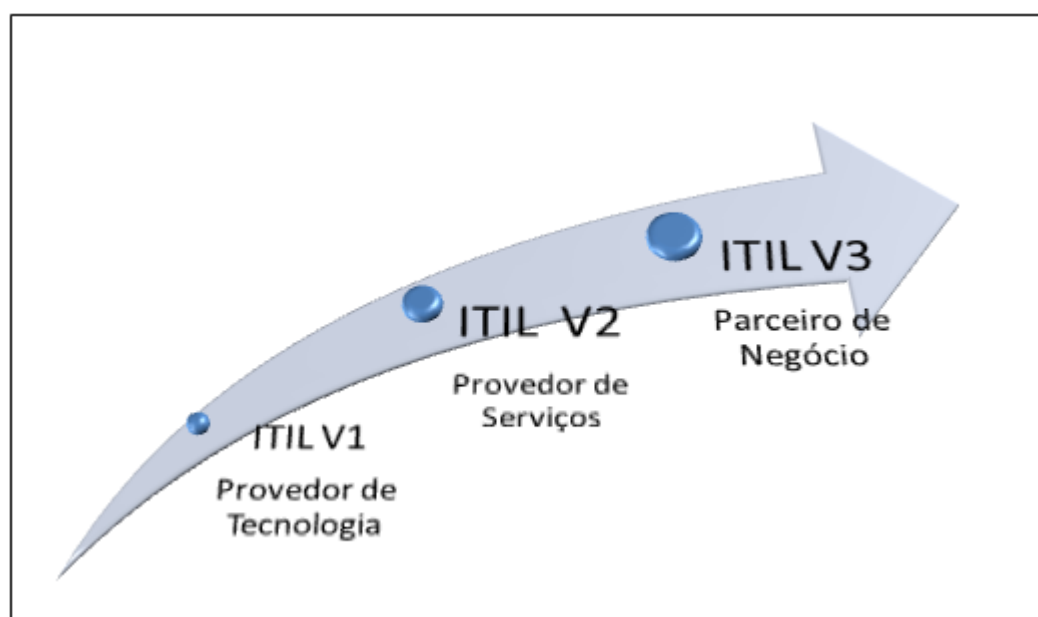 ITIL V1
Provedor de
Tecnologia
ITIL V2
Provedor de
Serviços
ITIL V3
Parceiro de
Negócio